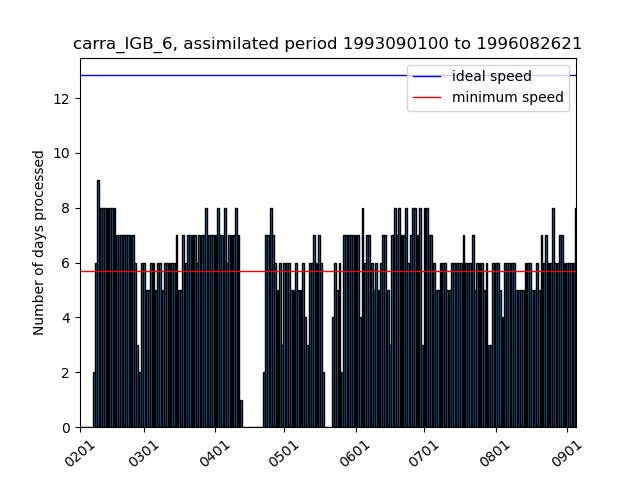 carra_IGB_6, assimilated period 1993090100 to 1996082621
ideal speed
minimum speed
Number of days processed
12
10
8
6
4
2
0
0201 0301 0401 0501 0601 0701 0801 0901